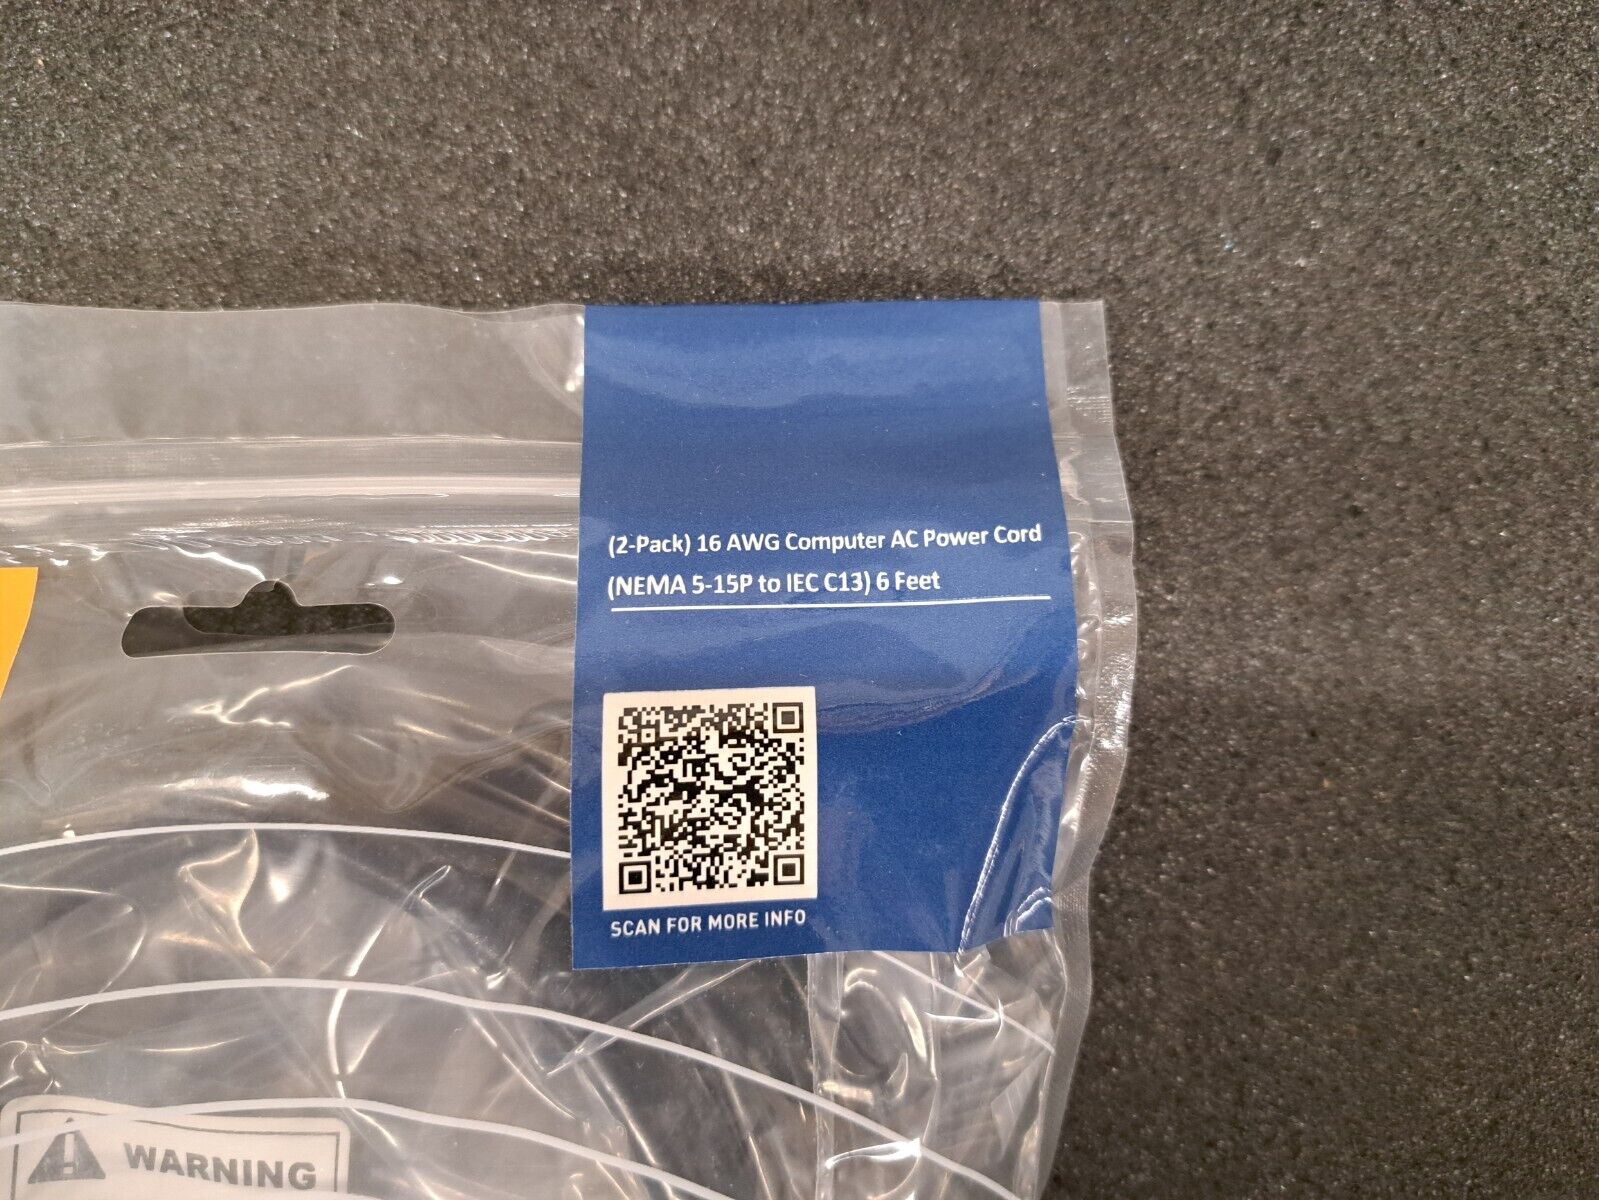 (2-Pack) 16 AWG Computer AC Power Cord
(NEMA 5-15P to IEC C13) 6 Feet
SCAN FOR MORE INFO
WARNING